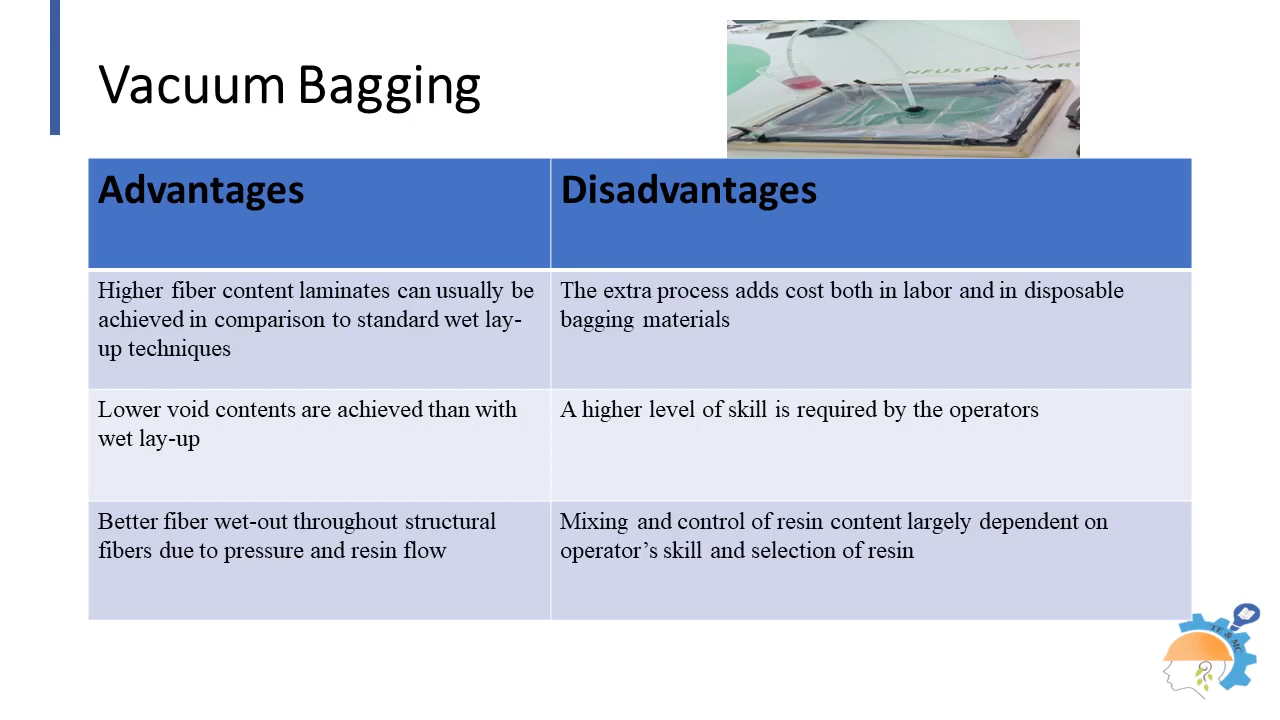 Vacuum Bagging
NFUSION-VARI
Advantages
Disadvantages
Higher fiber content laminates can usually be
achieved in comparison to standard wet lay-
up techniques
The extra process adds cost both in labor and in disposable
bagging materials
Lower void contents are achieved than with
wet lay-up
A higher level of skill is required by the operators
Better fiber wet-out throughout structural
fibers due to pressure and resin flow
Mixing and control of resin content largely dependent on
operator’s skill and selection of resin
TE & MC